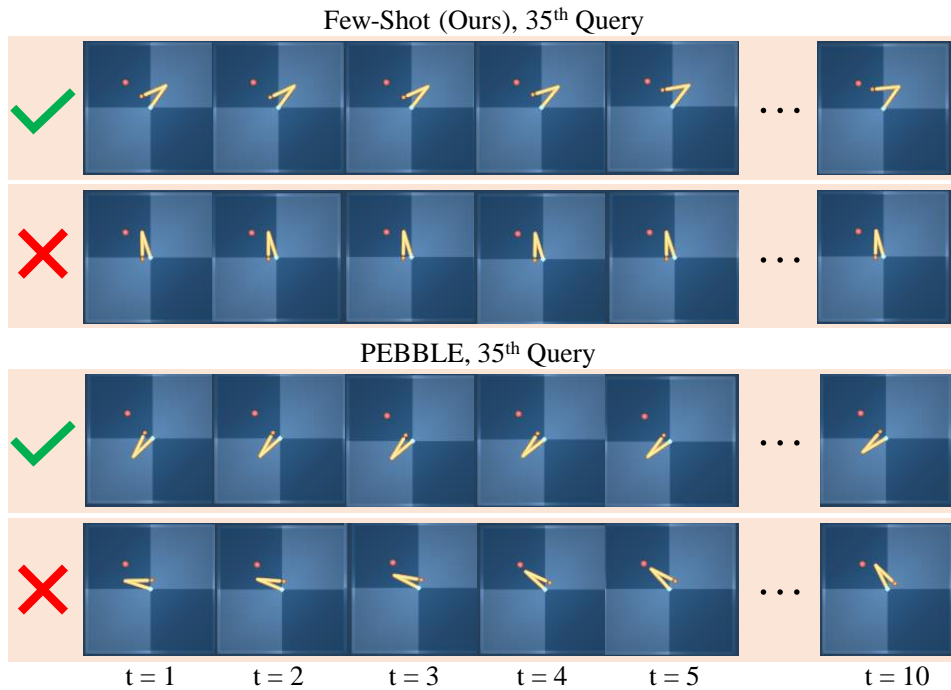 Few-Shot (Ours), 35th Query
...
...
PEBBLE, 35th Query
...
...
t = 1 t = 2 t = 3 t = 4 t = 5 t = 10